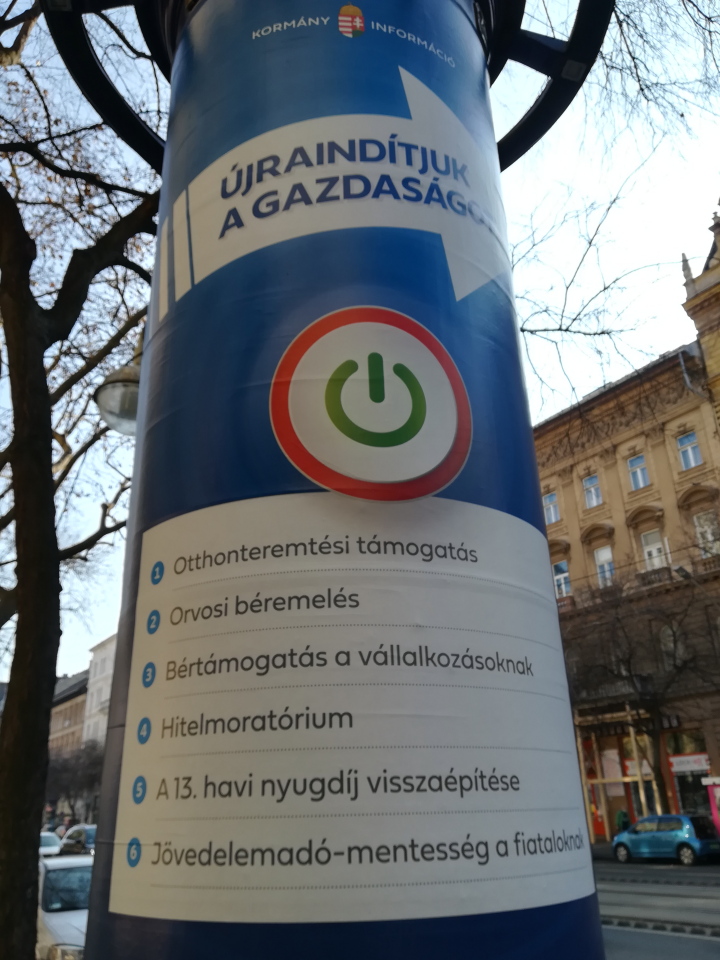 KORMÁNY INFORMÁCIÓ
ÚJRAINDÍTJUK
A GAZDASÁGOT
1 Otthonteremtési támogatás
2 Orvosi béremelés
3 Bértámogatás a vállalkozásoknak
4 Hitelmoratórium
5 A 13. havi nyugdíj visszaépítése
6 Jövedelemadó-mentesség a fiataloknak